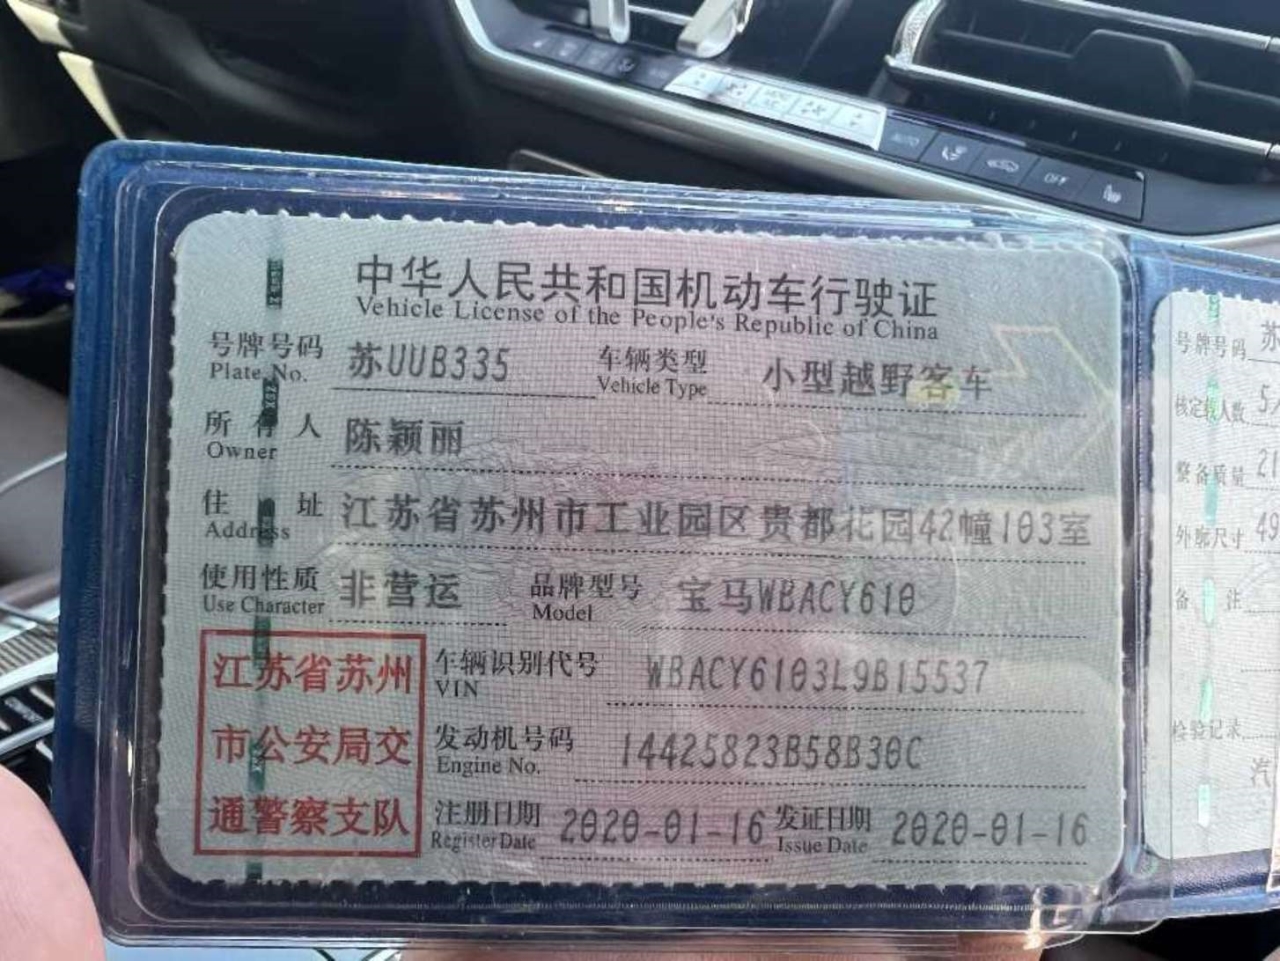 中华人民共和国机动车行驶证
Vehicle License of the People's Republic of China
号牌号码 苏UUB335 车辆类型 小型越野客车
Plate No. Vehicle Type
所有人 陈颖丽
Owner
住址 江苏省苏州市工业园区贵都花园42幢103室
Address
使用性质 非营运 品牌型号 宝马WBACY610
Use Character Model
江苏省苏州
市公安局交
通警察支队
车辆识别代号 WBACY6103L9B15537
VIN
发动机号码 14425823B58B30C
Engine No.
注册日期 2020-01-16 发证日期 2020-01-16
Register Date Issue Date
号牌号码 苏
核定载人数 5
整备质量 21
外廓尺寸 49
备注
检验记录
汽
AUTO
OFF